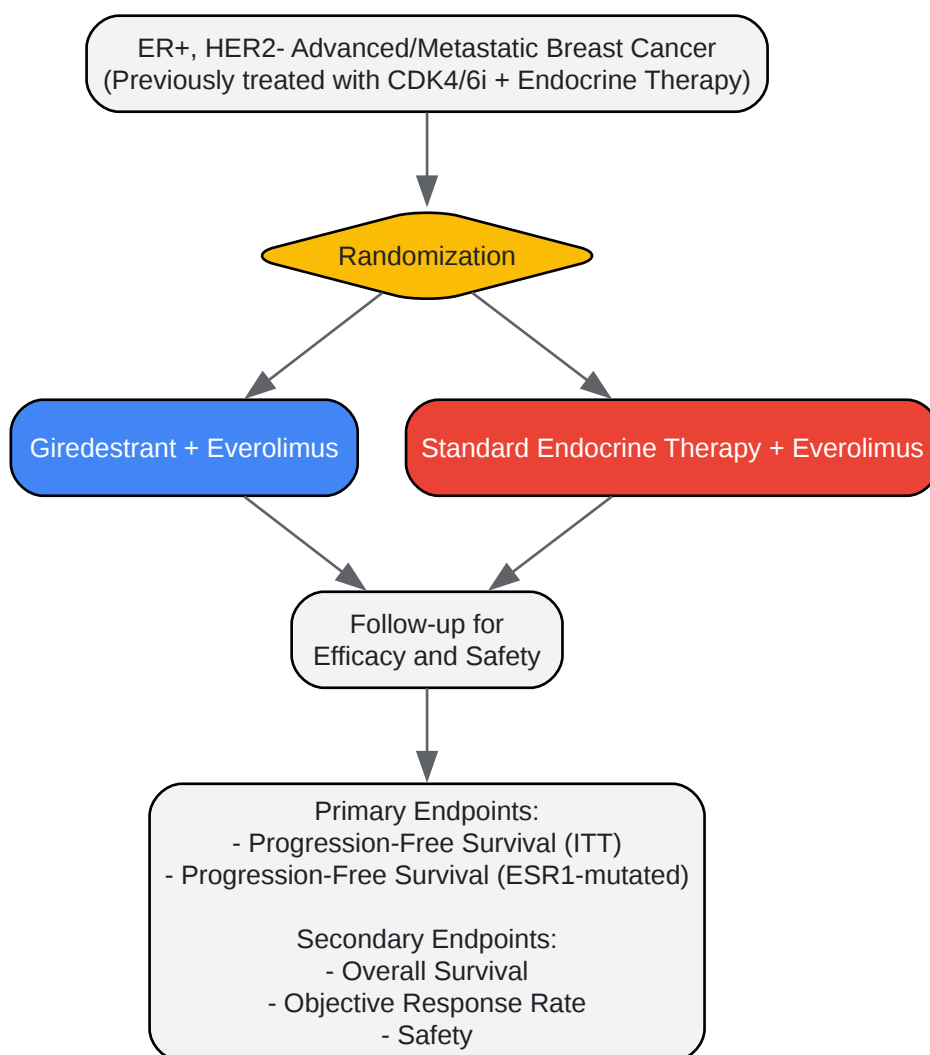 ER+, HER2- Advanced/Metastatic Breast Cancer
(Previously treated with CDK4/6i + Endocrine Therapy)
Randomization
Giredestrant + Everolimus
Standard Endocrine Therapy + Everolimus
Follow-up for
Efficacy and Safety
Primary Endpoints:
- Progression-Free Survival (ITT)
- Progression-Free Survival (ESR1-mutated)
Secondary Endpoints:
- Overall Survival
- Objective Response Rate
- Safety